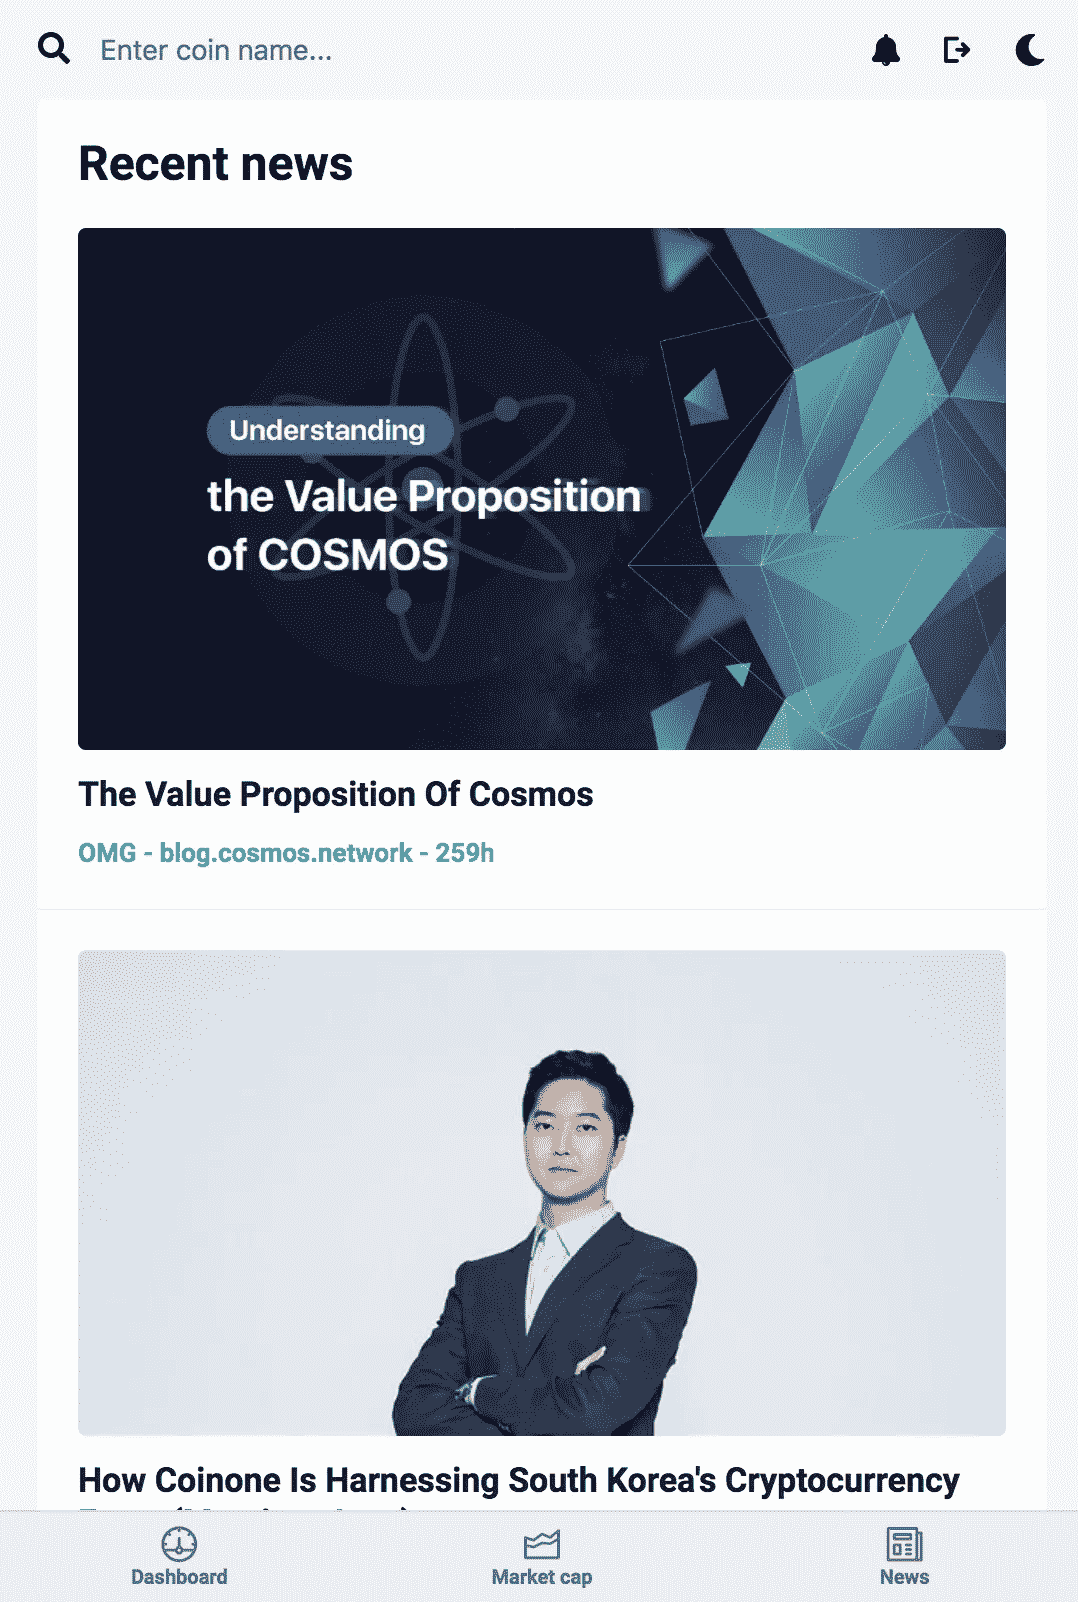 Enter coin name...
Recent news
Understanding
the Value Proposition
of COSMOS
The Value Proposition Of Cosmos
OMG - blog.cosmos.network - 259h
How Coinone Is Harnessing South Korea's Cryptocurrency
Dashboard
Market cap
News